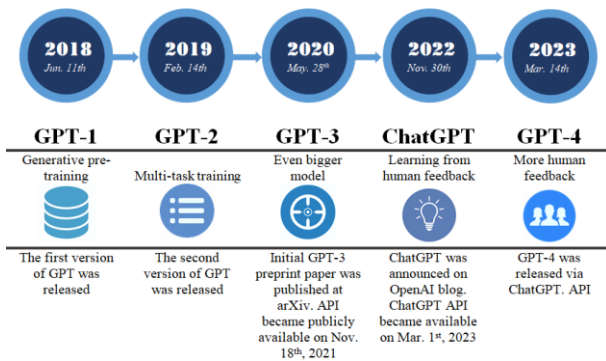 2018
Jun. 11th
2019
Feb. 14th
2020
May. 28th
2022
Nov. 30th
2023
Mar. 14th
GPT-1
GPT-2
GPT-3
ChatGPT
GPT-4
Generative pre-
training
Multi-task training
Even bigger
model
Learning from
human feedback
More human
feedback
The first version
of GPT was
released
The second
version of GPT
was released
Initial GPT-3
preprint paper was
published at
arXiv. API
became publicly
available on Nov.
18th, 2021
ChatGPT was
announced on
OpenAI blog.
ChatGPT API
became available
on Mar. 1st, 2023
GPT-4 was
released via
ChatGPT. API